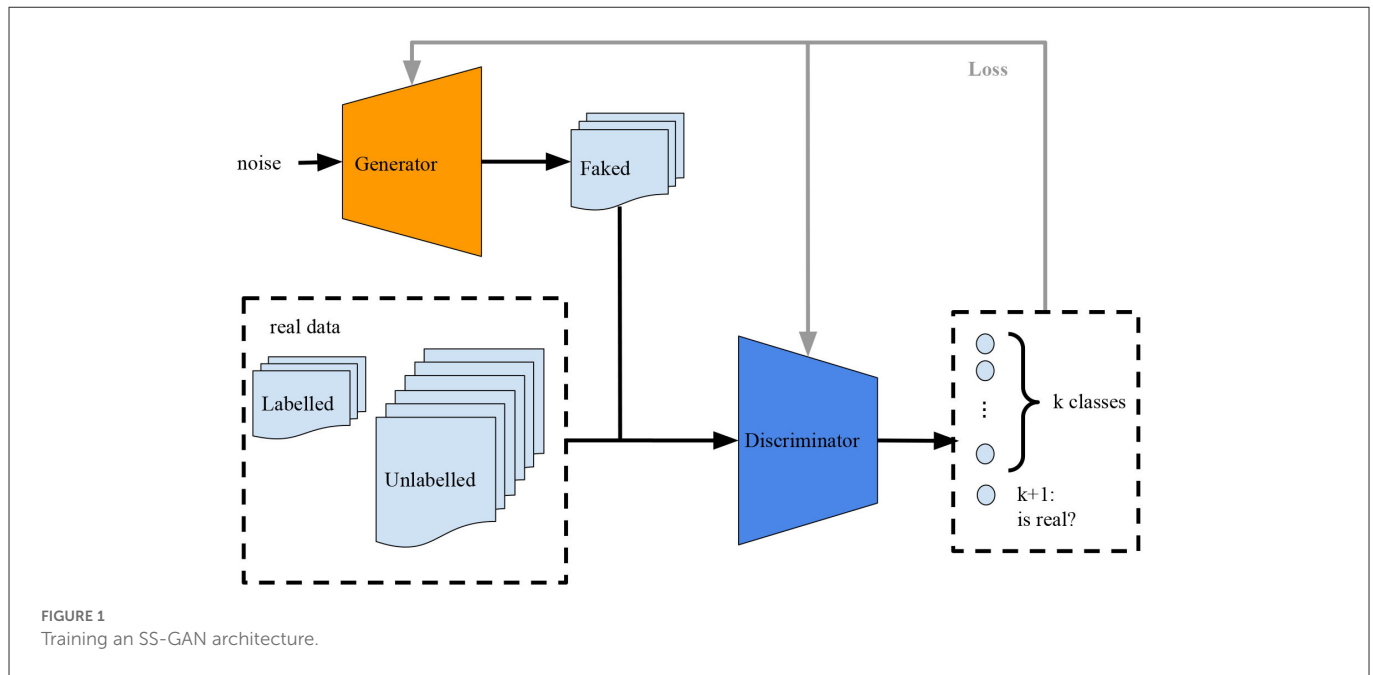 Loss
noise
Generator
Faked
real data
Labelled
Unlabelled
Discriminator
...
k classes
k+1:
is real?
FIGURE 1
Training an SS-GAN architecture.